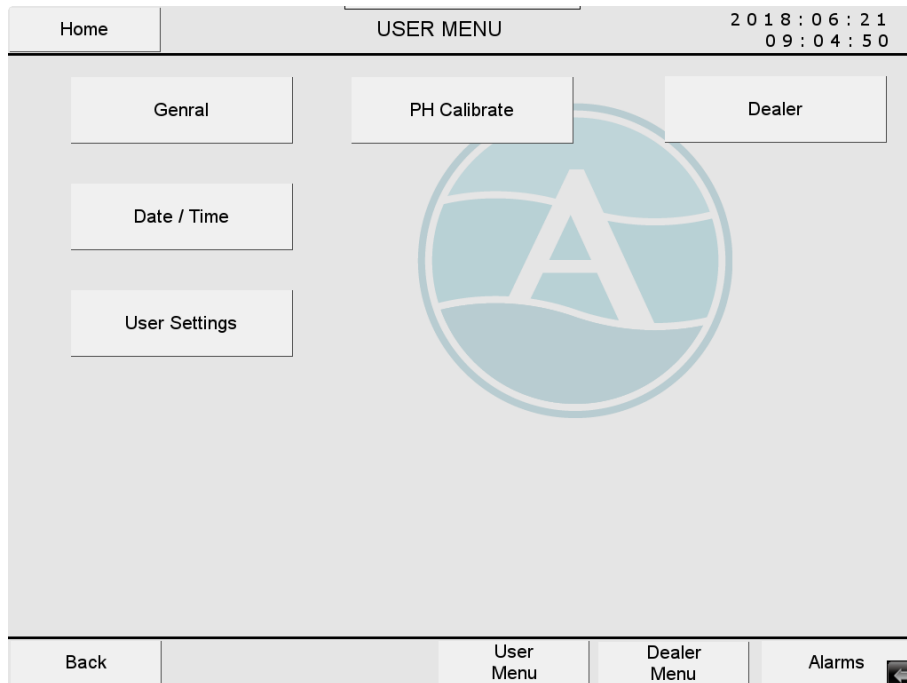 Home
USER MENU
2018:06:21
09:04:50
Genral
PH Calibrate
Dealer
Date / Time
User Settings
A
Back
User
Menu
Dealer
Menu
Alarms